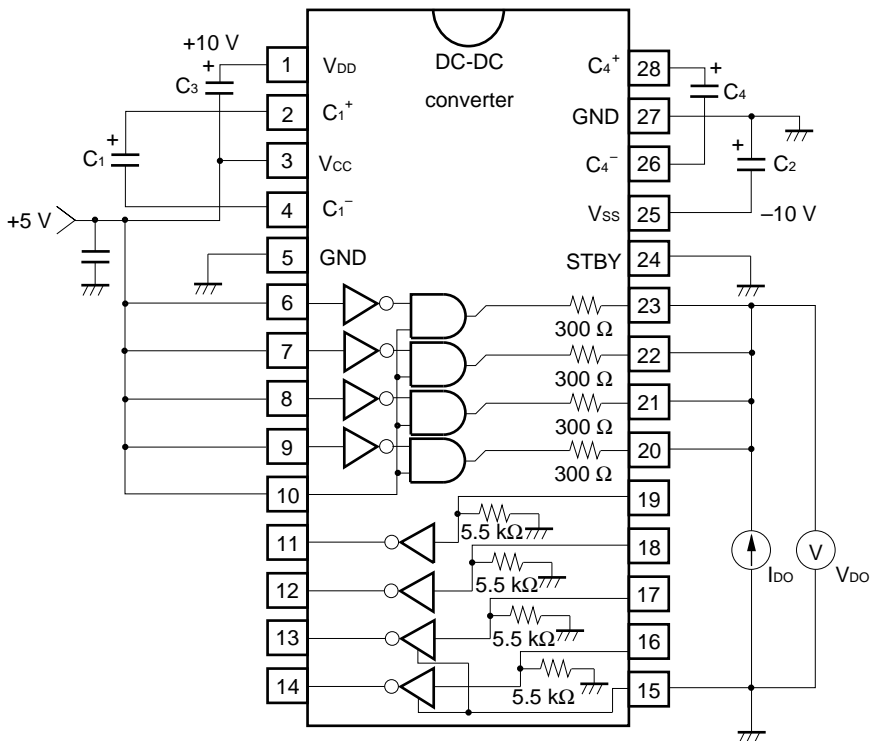 +10 V
1 VDD
DC-DC
converter
C4+ 28
C3
C4
2 C1+
GND 27
C1
3 VCC
C4− 26
C2
+5 V
4 C1−
VSS 25
–10 V
5 GND
STBY 24
6
23
300 Ω
7
22
300 Ω
8
21
300 Ω
9
20
300 Ω
10
19
5.5 kΩ
11
18
5.5 kΩ
IDO
V
VDO
12
17
5.5 kΩ
13
16
5.5 kΩ
14
15